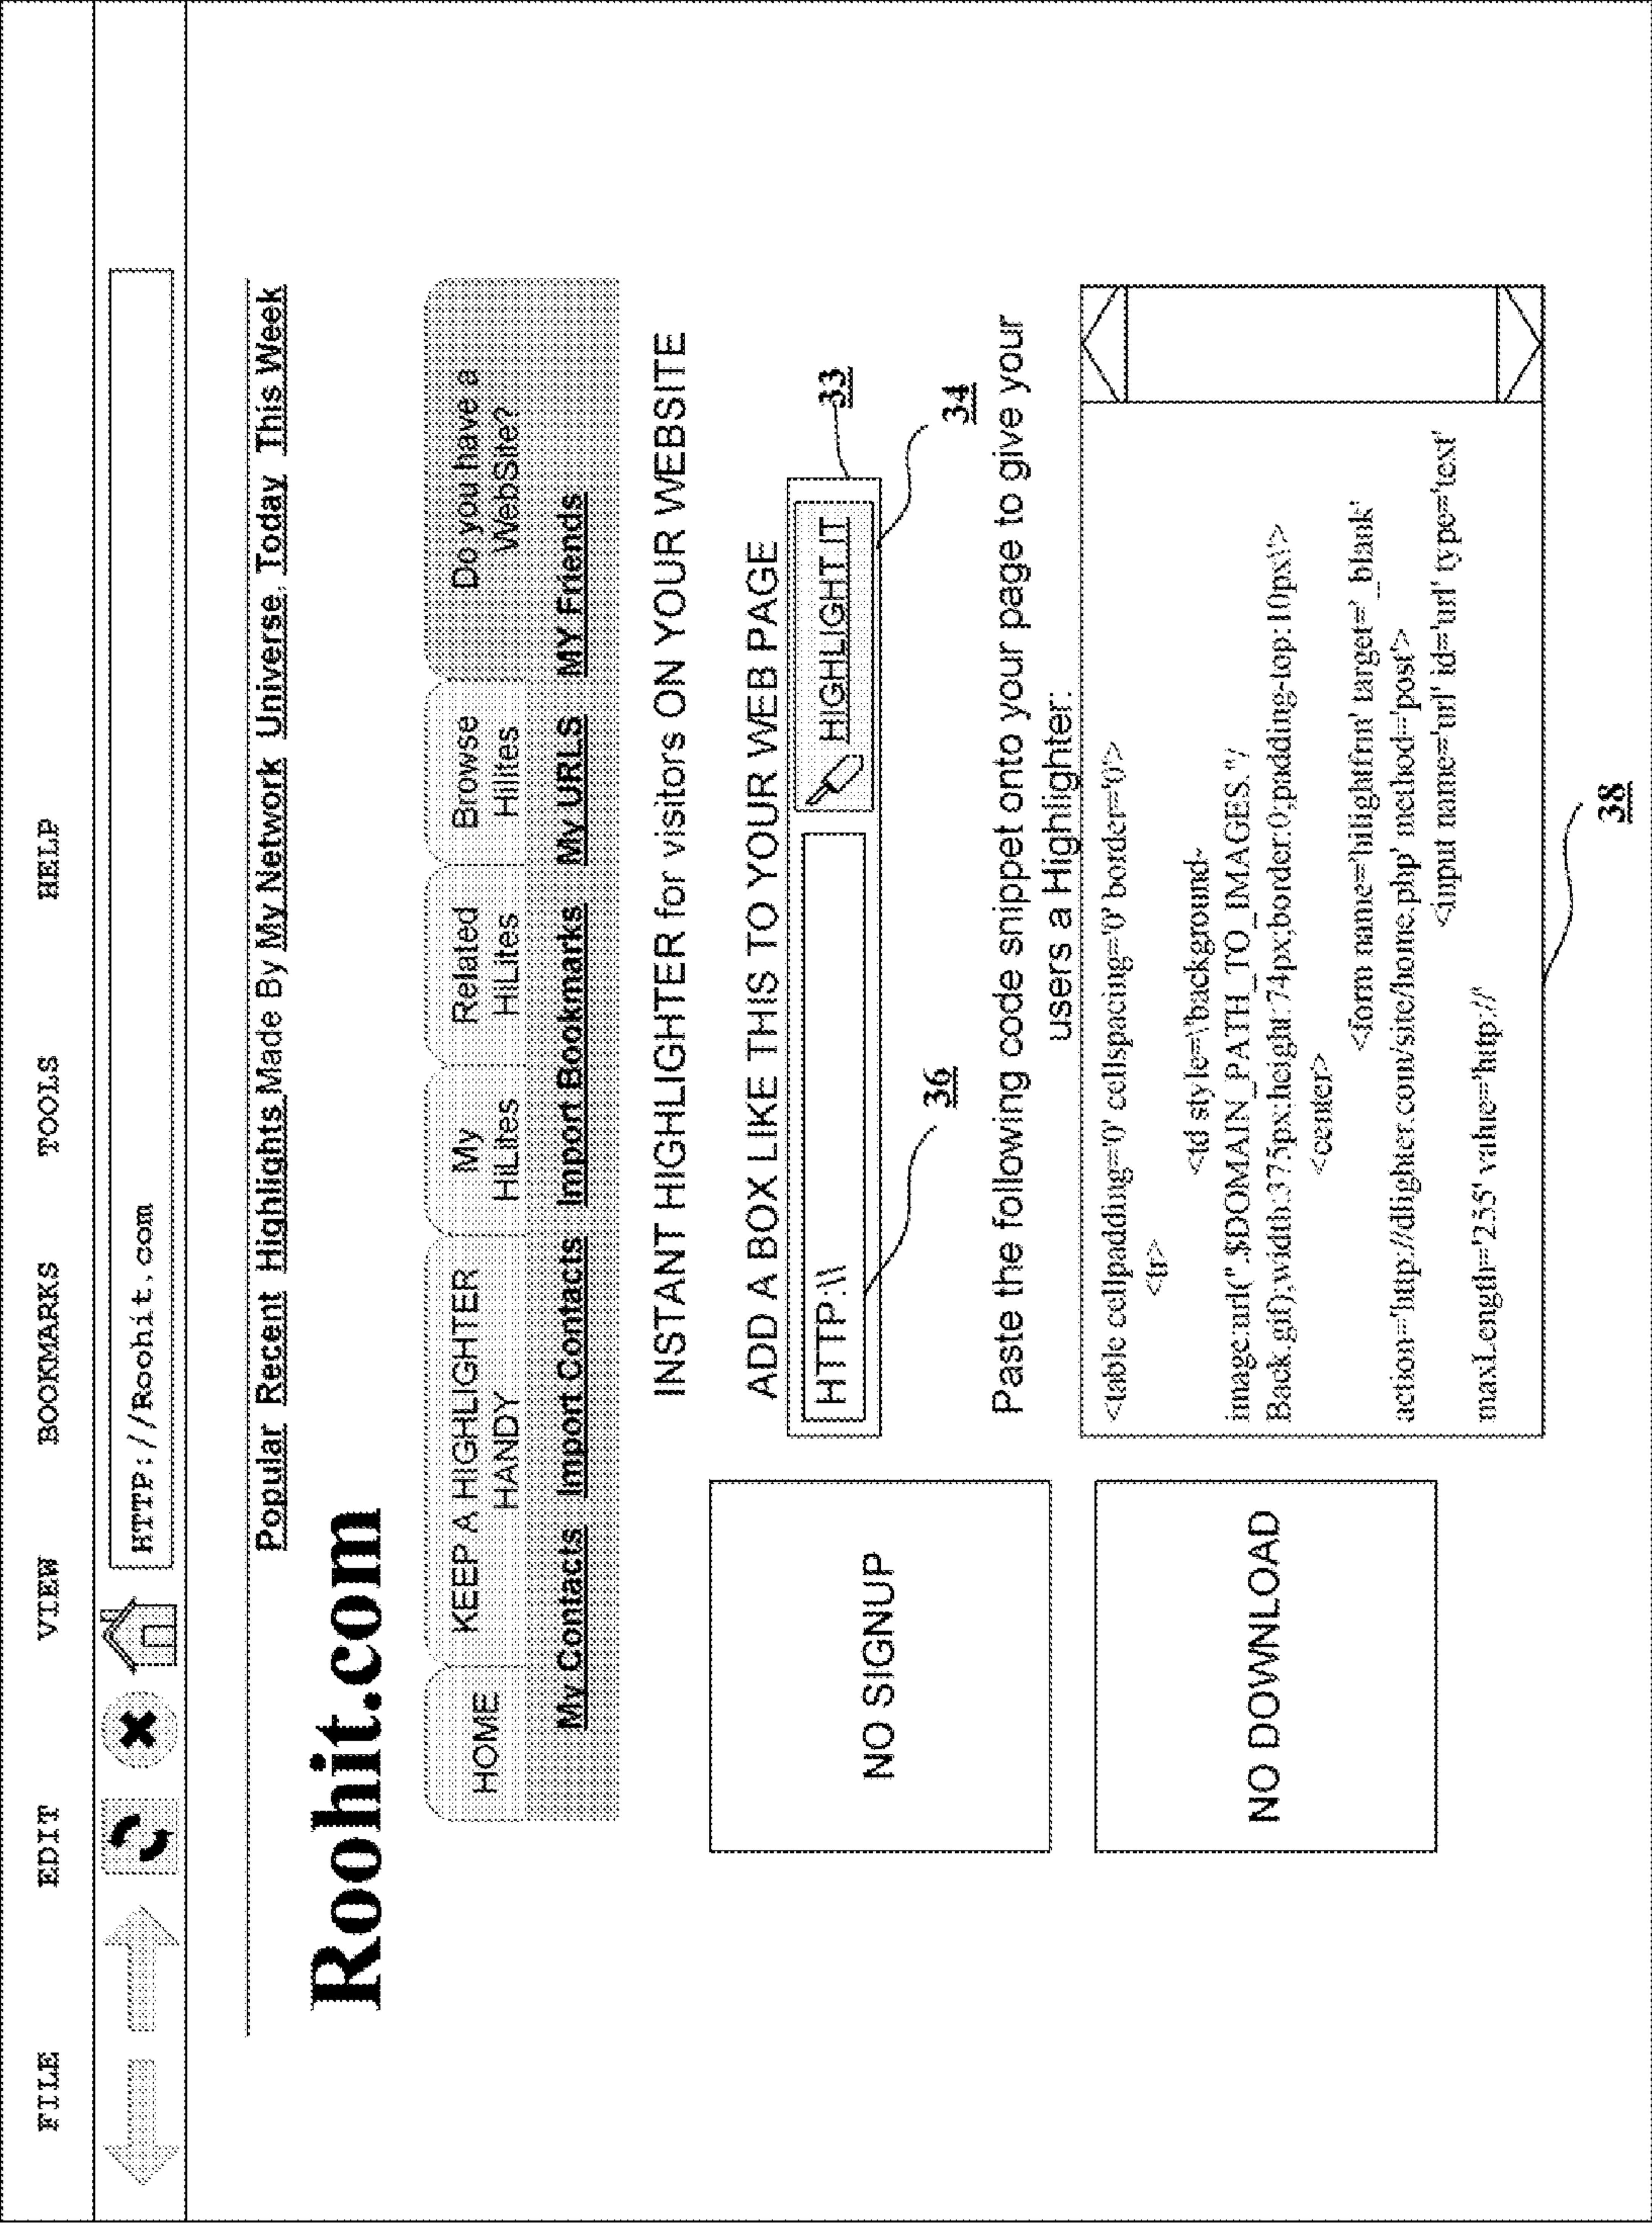 FILE EDIT VIEW BOOKMARKS TOOLS HELP
HTTP://Roohit.com
Popular Recent Highlights Made By My Network Universe Today This Week
Roohit.com
HOME
KEEP A HIGHLIGHTER
HANDY
My
HiLites
Related
HiLites
Browse
Hilites
Do you have a
WebSite?
My Contacts Import Contacts Import Bookmarks My URLS MY Friends
INSTANT HIGHLIGHTER for visitors ON YOUR WEBSITE
NO SIGNUP
NO DOWNLOAD
ADD A BOX LIKE THIS TO YOUR WEB PAGE
HTTP:\\
HIGHLIGHT IT
33
34
36
Paste the following code snippet onto your page to give your
users a Highlighter:
<table cellpadding='0' cellspacing='0' border='0'>
<tr>
<td style=\'background-
image:url(".$DOMAIN_PATH_TO_IMAGES."/
Back.gif);width:375px;height:74px;border:0;padding-top:10px\'>
<center>
<form name='hilightfrm' target='_blank'
action='http://dlighter.com/site/home.php' method='post'>
<input name='url' id='url' type='text'
maxLength='255' value='http://'
38